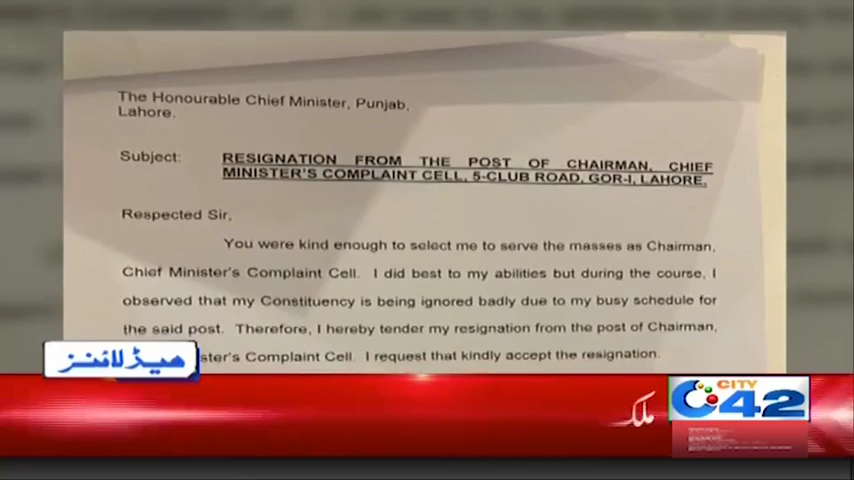 The Honourable Chief Minister, Punjab,
Lahore.
Subject: RESIGNATION FROM THE POST OF CHAIRMAN, CHIEF
MINISTER'S COMPLAINT CELL, 5-CLUB ROAD, GOR-I, LAHORE.
Respected Sir,
You were kind enough to select me to serve the masses as Chairman,
Chief Minister's Complaint Cell. I did best to my abilities but during the course, I
observed that my Constituency is being ignored badly due to my busy schedule for
the said post. Therefore, I hereby tender my resignation from the post of Chairman,
ster's Complaint Cell. I request that kindly accept the resignation.
ھیڈلائنز
ملک
CITY
42